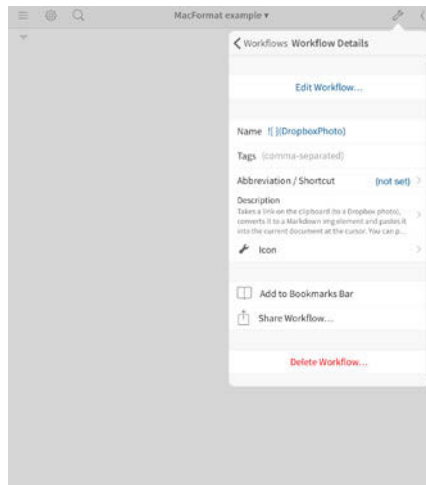 MacFormat example ▾
Workflows Workflow Details
Edit Workflow...
Name ![ ](DropboxPhoto)
Tags (comma-separated)
Abbreviation / Shortcut (not set)
Description
Takes a link on the clipboard (to a Dropbox photo),
converts it to a Markdown img element and pastes it
into the current document at the cursor. You can p...
Icon
Add to Bookmarks Bar
Share Workflow...
Delete Workflow...